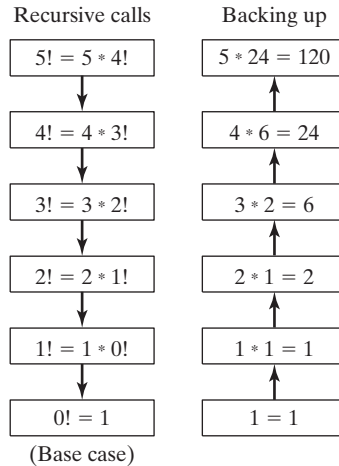 Recursive calls
5! = 5 * 4!
4! = 4 * 3!
3! = 3 * 2!
2! = 2 * 1!
1! = 1 * 0!
0! = 1
(Base case)
Backing up
5 * 24 = 120
4 * 6 = 24
3 * 2 = 6
2 * 1 = 2
1 * 1 = 1
1 = 1